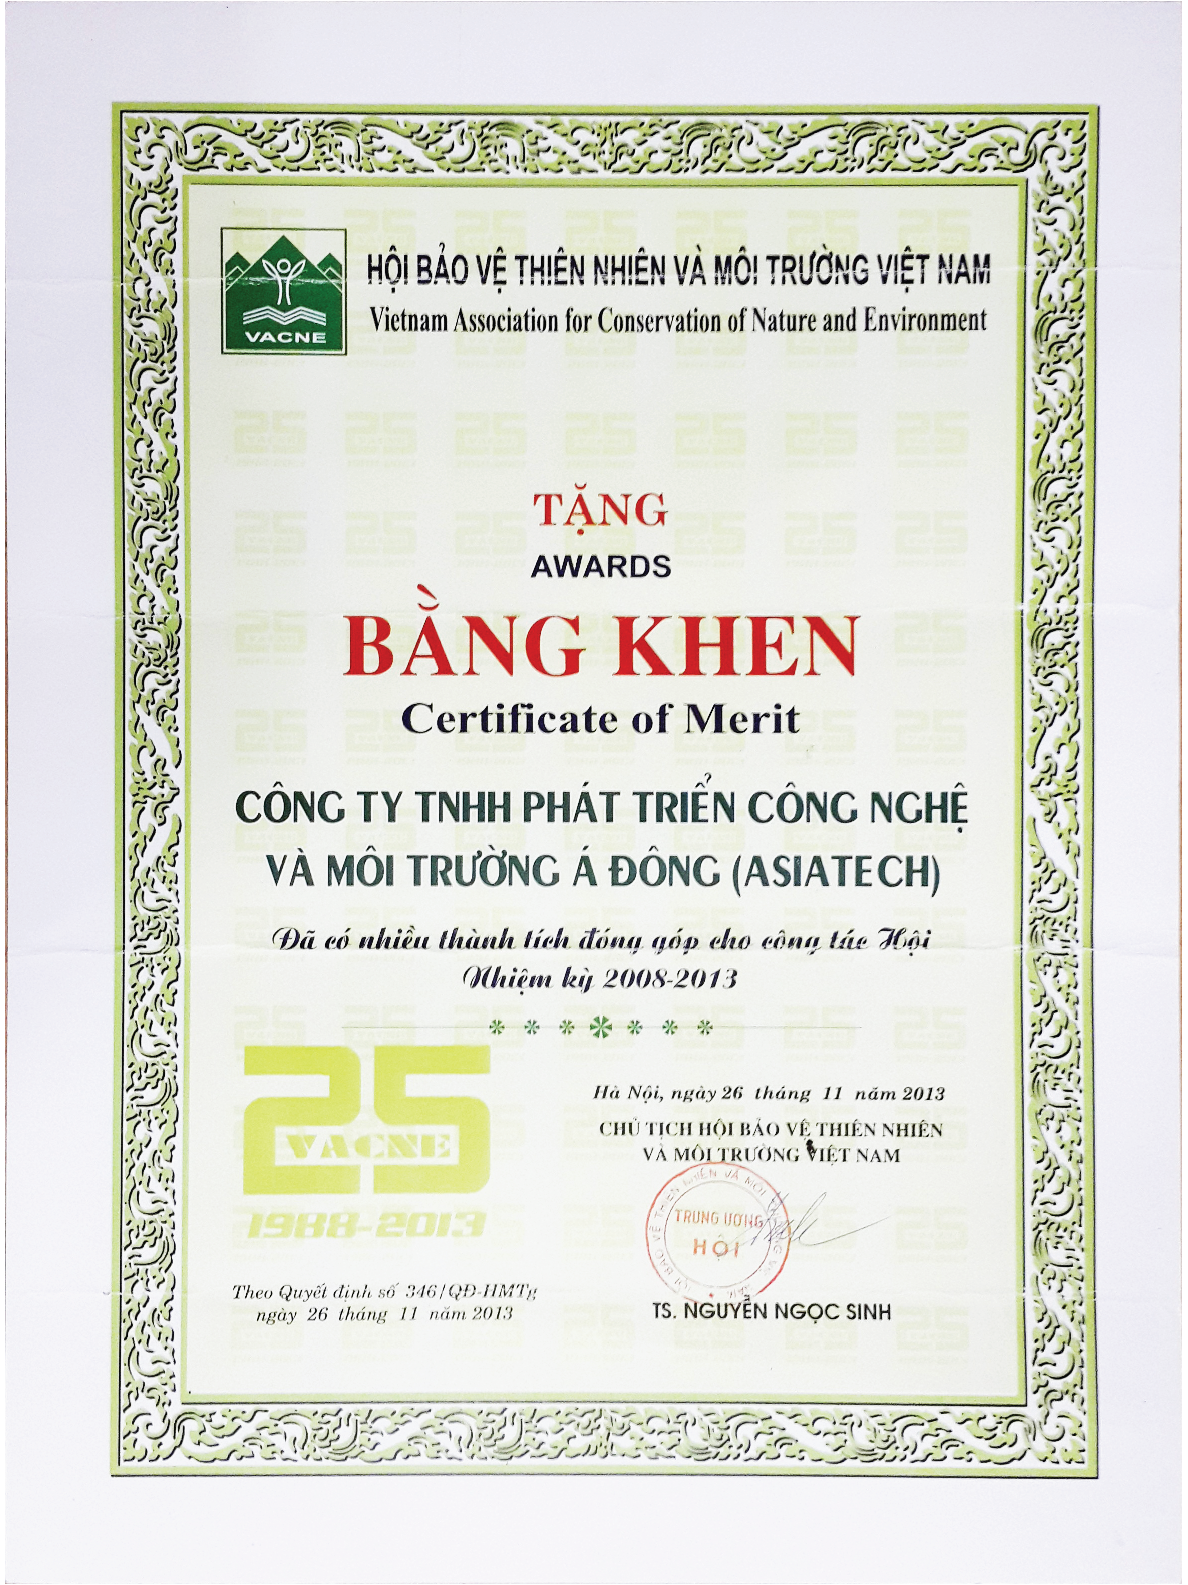 VACNE
HỘI BẢO VỆ THIÊN NHIÊN VÀ MÔI TRƯỜNG VIỆT NAM
Vietnam Association for Conservation of Nature and Environment
TẶNG
AWARDS
BẰNG KHEN
Certificate of Merit
CÔNG TY TNHH PHÁT TRIỂN CÔNG NGHỆ
VÀ MÔI TRƯỜNG Á ĐÔNG (ASIATECH)
Đã có nhiều thành tích đóng góp cho công tác Hội
Nhiệm kỳ 2008-2013
25
VACNE
1988-2013
Theo Quyết định số 346/QĐ-HMTg
ngày 26 tháng 11 năm 2013
Hà Nội, ngày 26 tháng 11 năm 2013
CHỦ TỊCH HỘI BẢO VỆ THIÊN NHIÊN
VÀ MÔI TRƯỜNG VIỆT NAM
TRUNG ƯƠNG
HỘI
TS. NGUYỄN NGỌC SINH